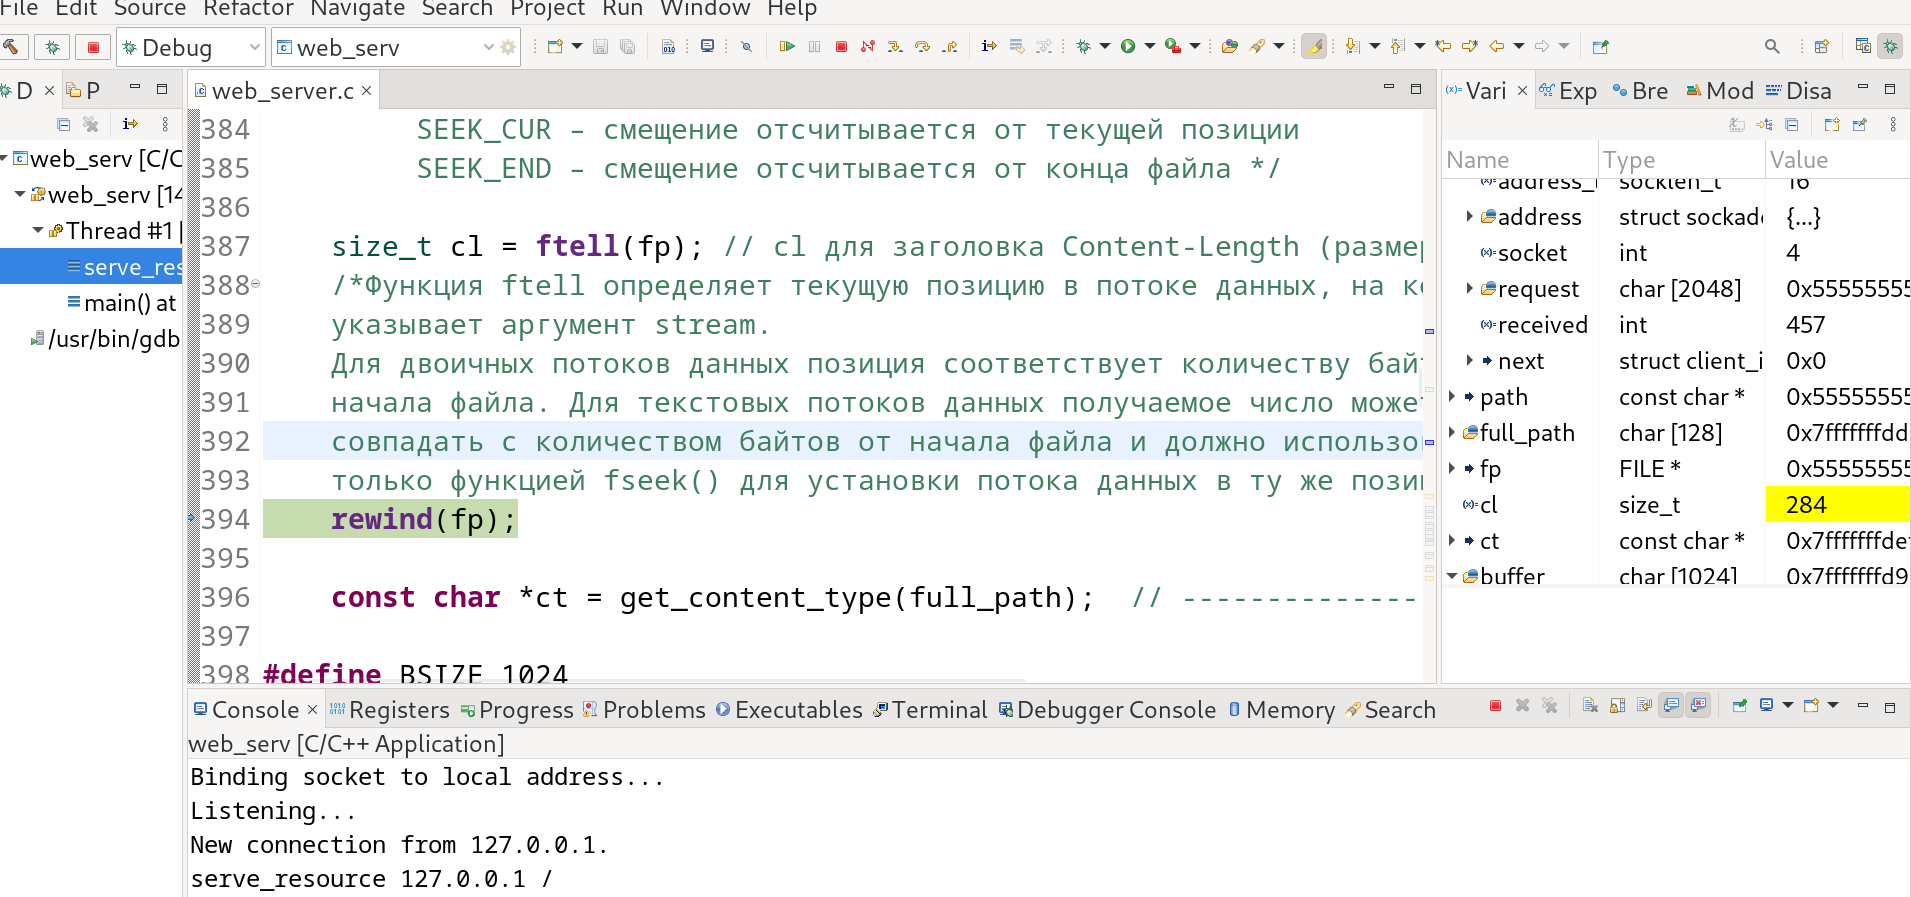 File Edit Source Refactor Navigate Search Project Run Window Help
Debug
web_serv
D
P
web_server.c
Vari
Exp
Bre
Mod
Disa
web_serv [C/C
web_serv [14
Thread #1
serve_res
main() at
/usr/bin/gdb
384 SEEK_CUR – смещение отсчитывается от текущей позиции
385 SEEK_END – смещение отсчитывается от конца файла */
386
387 size_t cl = ftell(fp); // cl для заголовка Content-Length (размер
388 /*Функция ftell определяет текущую позицию в потоке данных, на
389 указывает аргумент stream.
390 Для двоичных потоков данных позиция соответствует количеству
391 начала файла. Для текстовых потоков данных получаемое число
392 совпадать с количеством байтов от начала файла и должно
393 только функцией fseek() для установки потока данных в ту же
394 rewind(fp);
395
396 const char *ct = get_content_type(full_path); // --------------
397
398 #define BSIZE 1024
Name Type Value
address_ socklen_t 16
address struct sockad {...}
socket int 4
request char [2048] 0x55555555
received int 457
next struct client_i 0x0
path const char * 0x55555555
full_path char [128] 0x7fffffffdd
fp FILE * 0x55555555
cl size_t 284
ct const char * 0x7fffffffde
buffer char [1024] 0x7fffffffd9
Console Registers Progress Problems Executables Terminal Debugger Console Memory Search
web_serv [C/C++ Application]
Binding socket to local address...
Listening...
New connection from 127.0.0.1.
serve_resource 127.0.0.1 /